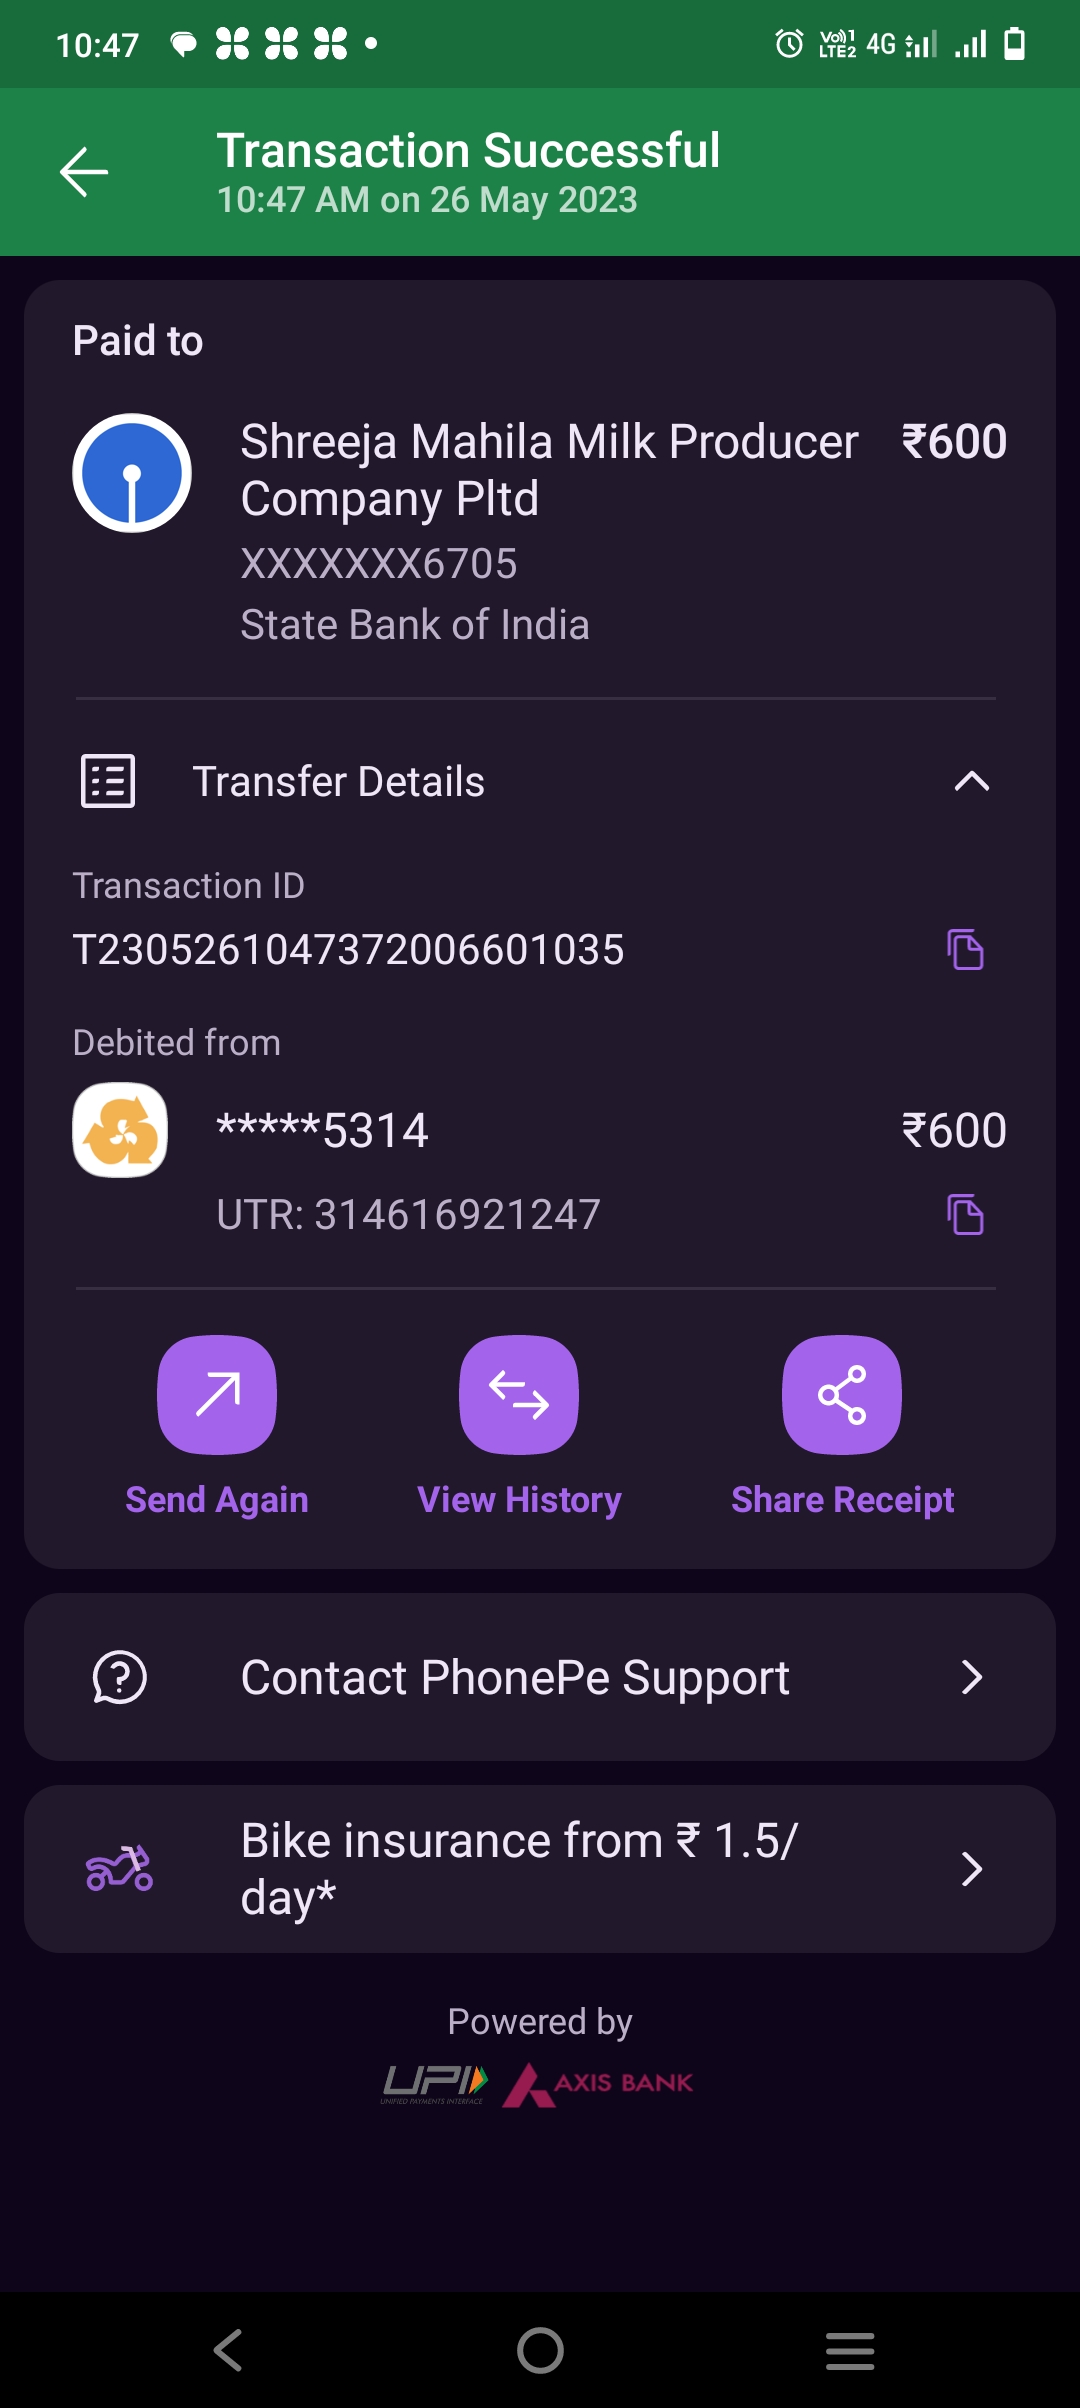 10:47
Vo))1
LTE2 4G
Transaction Successful
10:47 AM on 26 May 2023
Paid to
Shreeja Mahila Milk Producer ₹600
Company Pltd
XXXXXXX6705
State Bank of India
Transfer Details
Transaction ID
T2305261047372006601035
Debited from
*****5314 ₹600
UTR: 314616921247
Send Again View History Share Receipt
Contact PhonePe Support
Bike insurance from ₹ 1.5/
day*
Powered by
UPI AXIS BANK
UNIFIED PAYMENTS INTERFACE